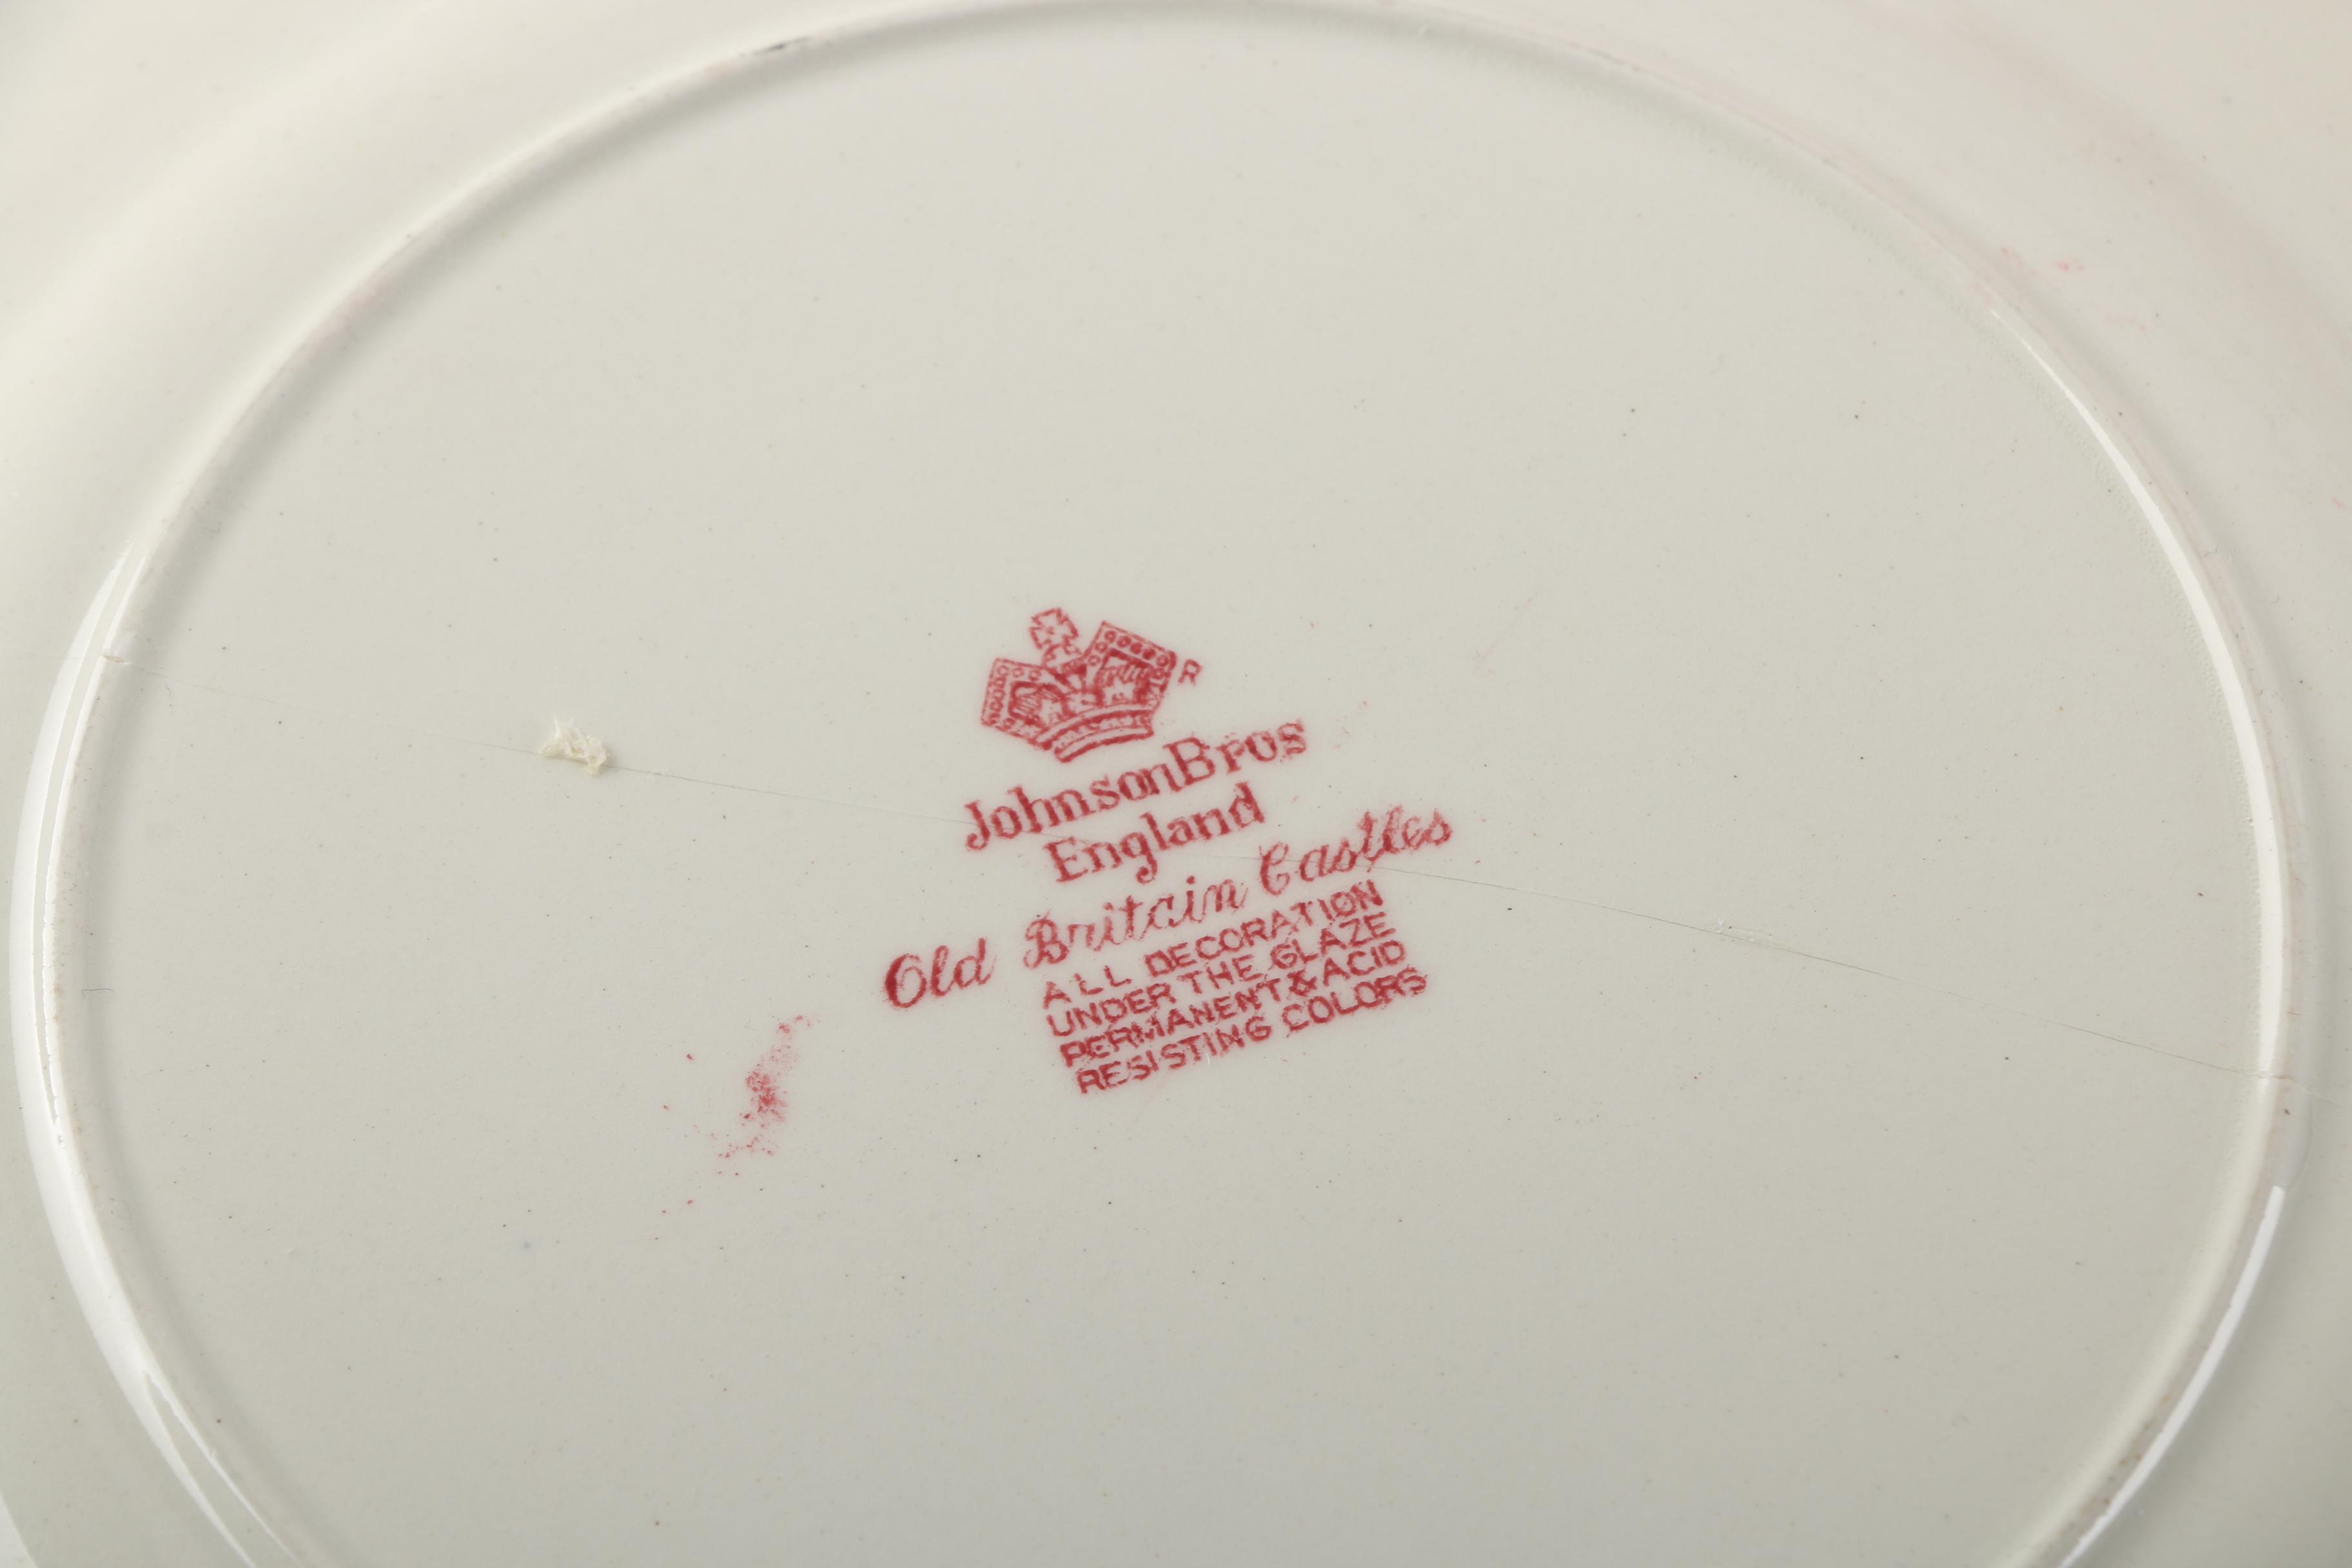 R
JohnsonBros
England
Old Britain Castles
ALL DECORATION
UNDER THE GLAZE
PERMANENT & ACID
RESISTING COLORS